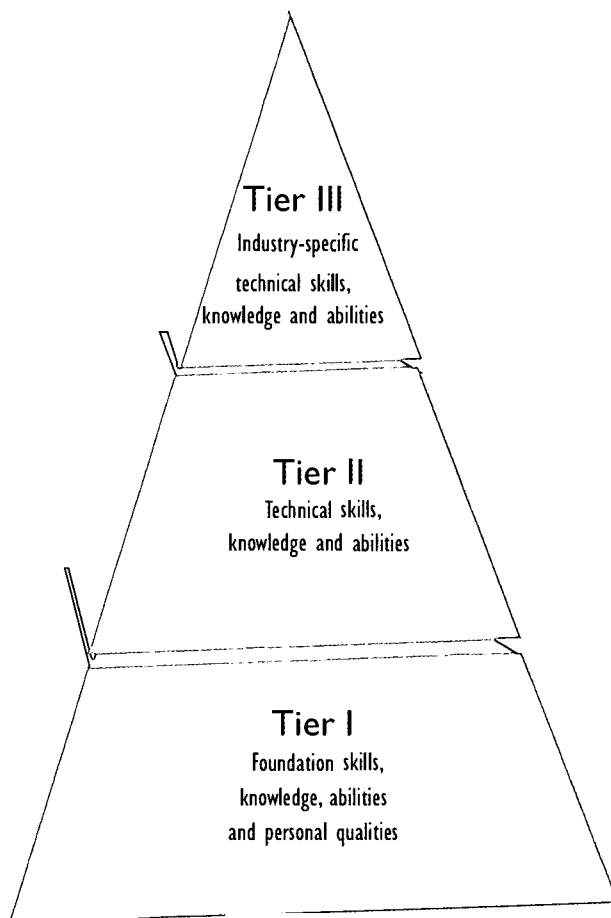 Tier III
Industry-specific
technical skills,
knowledge and abilities
Tier II
Technical skills,
knowledge and abilities
Tier I
Foundation skills,
knowledge, abilities
and personal qualities